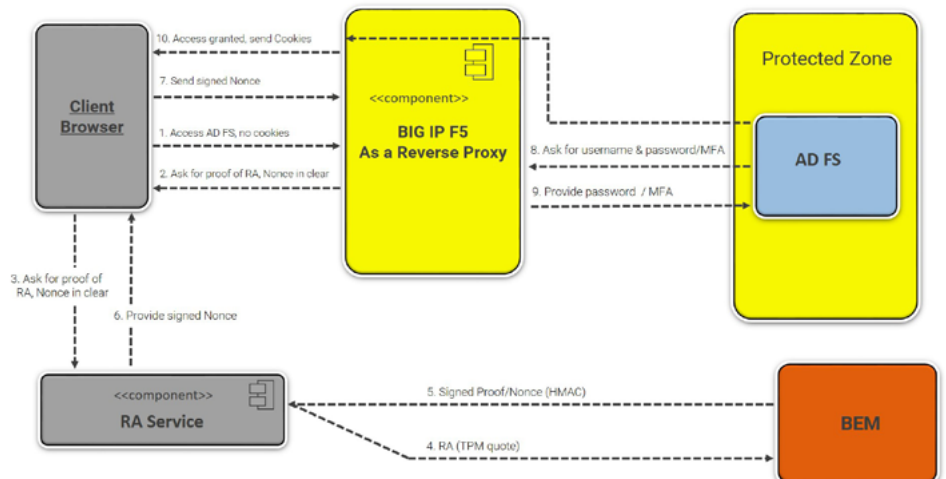 10. Access granted, send Cookies
7. Send signed Nonce
Client
Browser
1. Access AD FS, no cookies
2. Ask for proof of RA, Nonce in clear
<<component>>
BIG IP F5
As a Reverse Proxy
Protected Zone
8. Ask for username & password/MFA
AD FS
9. Provide password / MFA
3. Ask for proof of
RA, Nonce in clear
6. Provide signed Nonce
<<component>>
RA Service
5. Signed Proof/Nonce (HMAC)
4. RA (TPM quote)
BEM